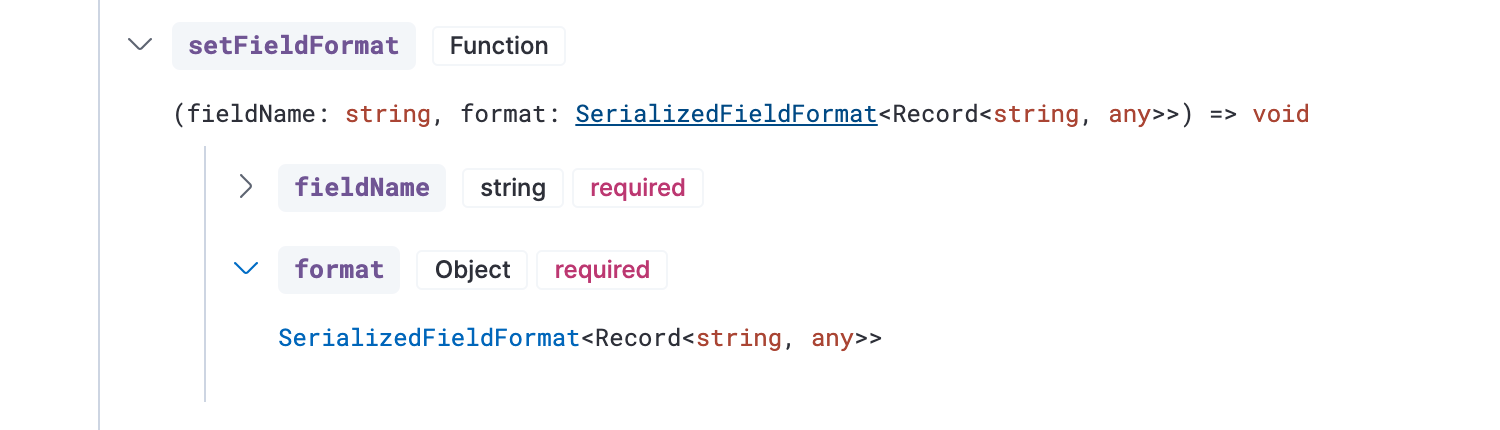 setFieldFormat Function
(fieldName: string, format: SerializedFieldFormat<Record<string, any>>) => void
fieldName string required
format Object required
SerializedFieldFormat<Record<string, any>>